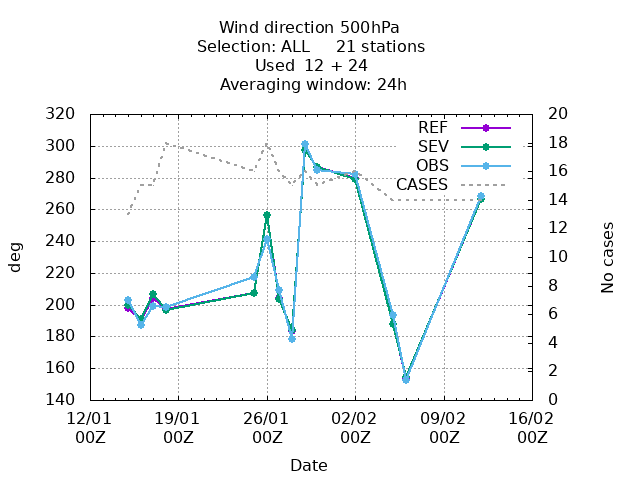 Wind direction 500hPa
Selection: ALL 21 stations
Used 12 + 24
Averaging window: 24h
320
300
280
260
240
220
200
180
160
140
deg
20
18
16
14
12
10
8
6
4
2
0
No cases
REF
SEV
OBS
CASES
12/01 19/01 26/01 02/02 09/02 16/02
00Z 00Z 00Z 00Z 00Z 00Z
Date